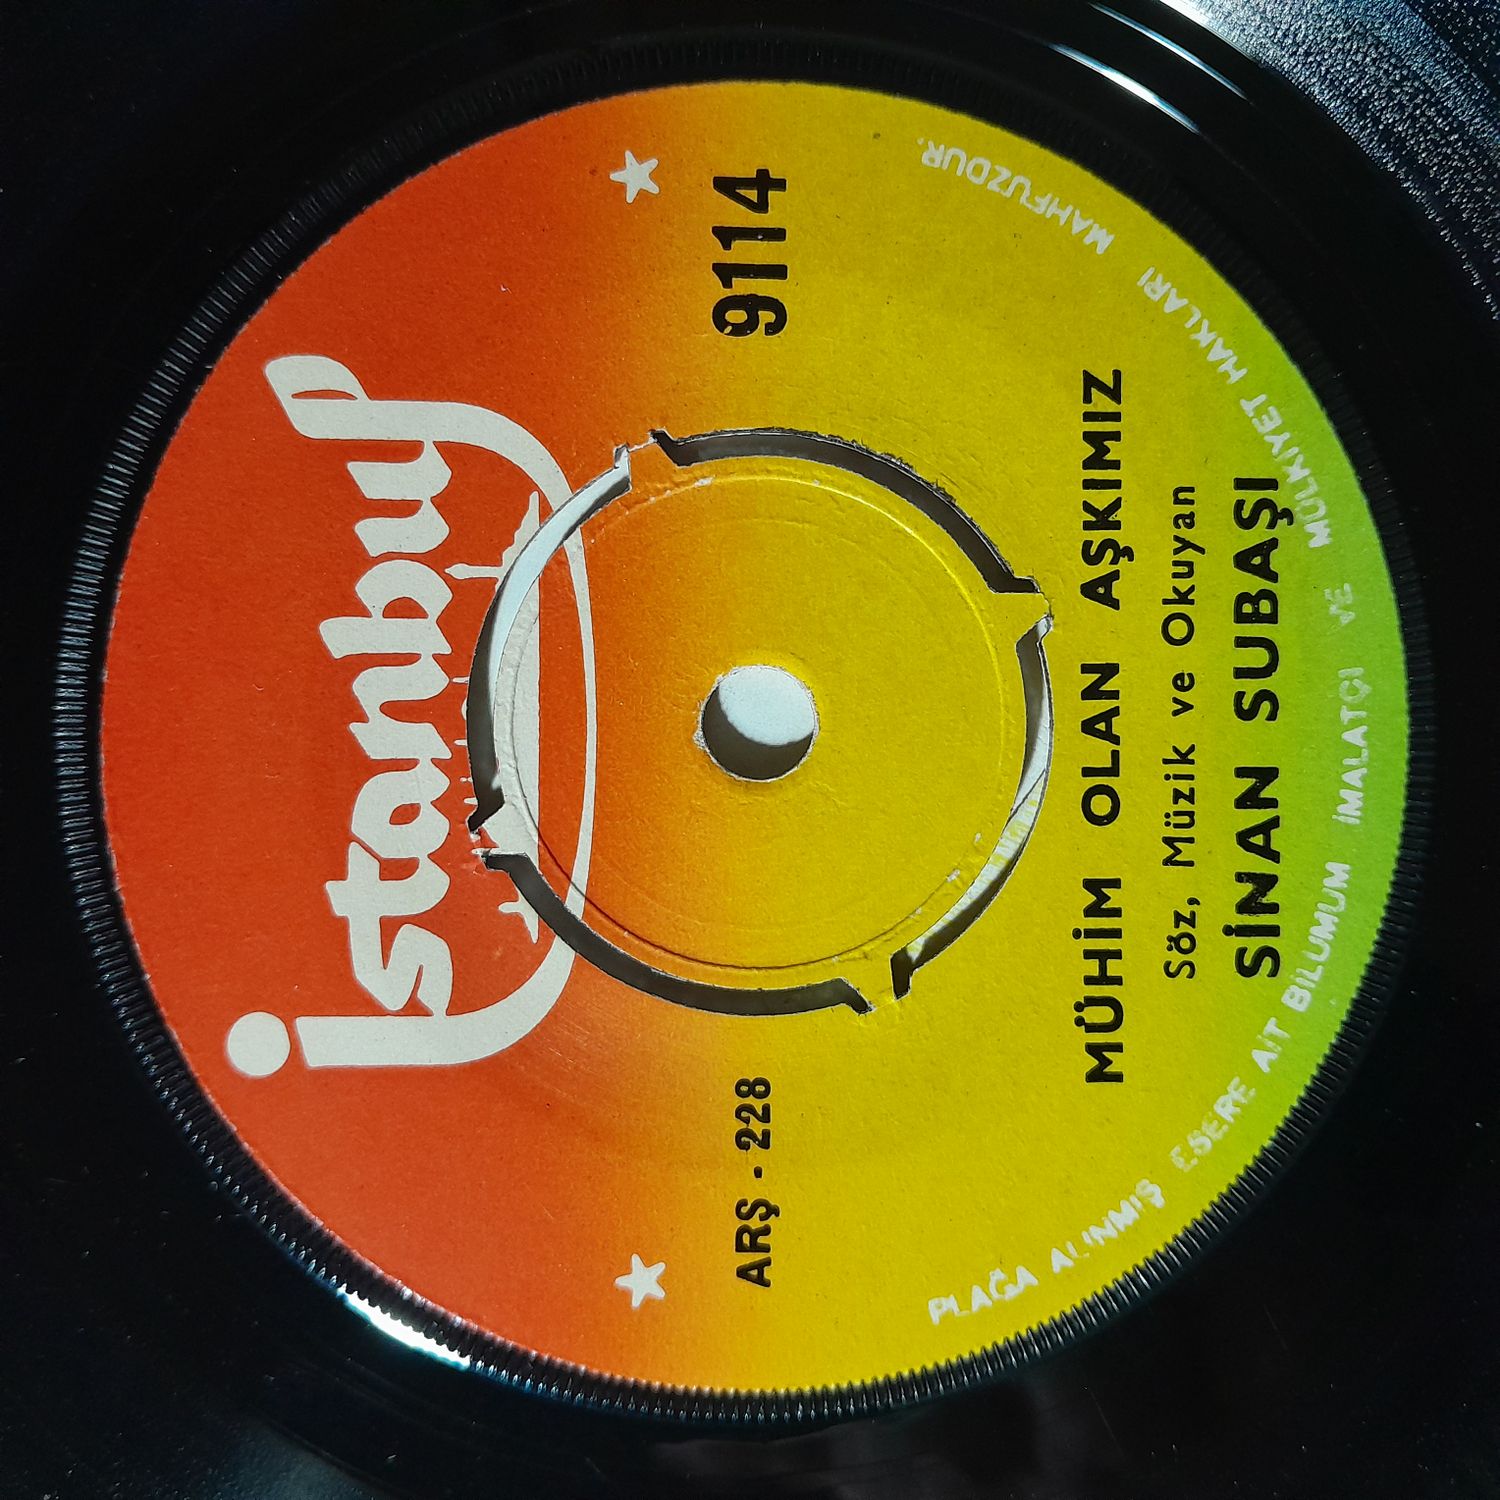 istanbul
ARŞ - 228
9114
MÜHİM OLAN AŞKIMIZ
Söz, Müzik ve Okuyan
SİNAN SUBAŞI
PLAĞA ALINMIŞ ESERE AİT BİLUMUM İMALATÇI VE MÜLKİYET HAKLARI MAHFUZDUR.